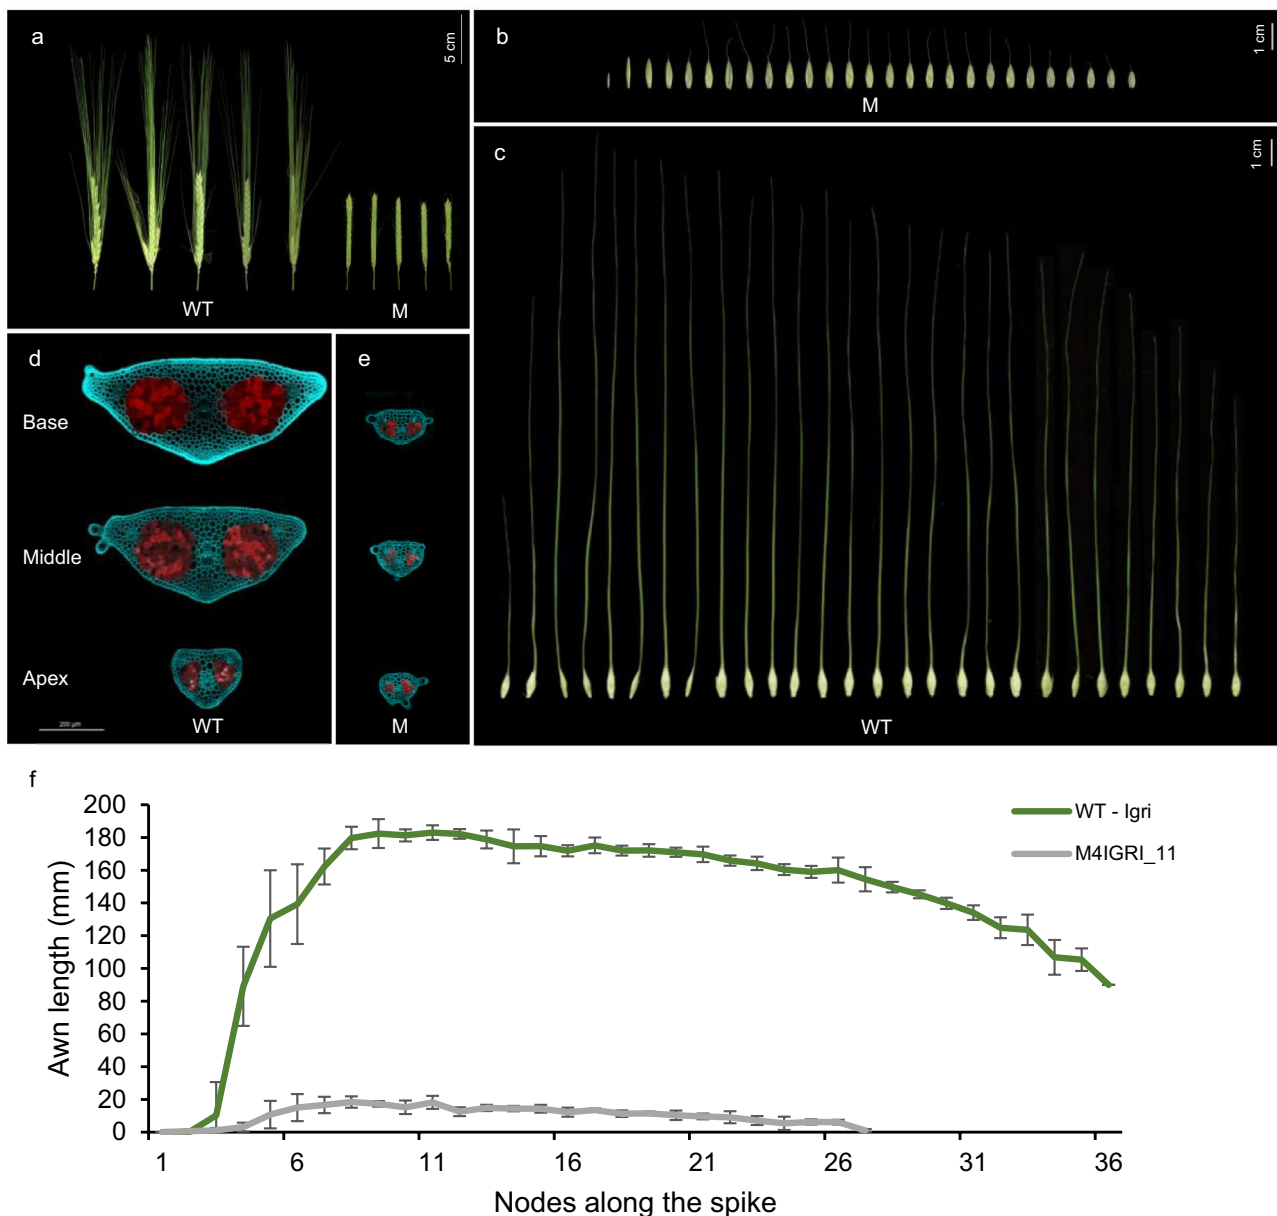 a
5 cm
WT
M
b
1 cm
M
c
1 cm
WT
d
Base
Middle
Apex
200 µm
WT
e
M
f
WT - Igri
M4IGRI_11
Awn length (mm)
200
180
160
140
120
100
80
60
40
20
0
1
6
11
16
21
26
31
36
Nodes along the spike